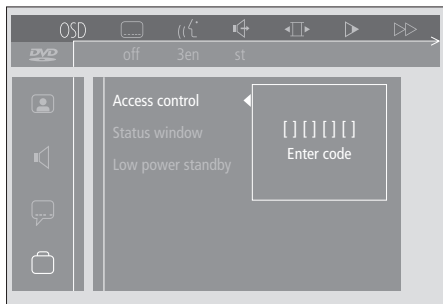 OSD
DVD off 3en st
Access control
Status window
Low power standby
[ ] [ ] [ ] [ ]
Enter code